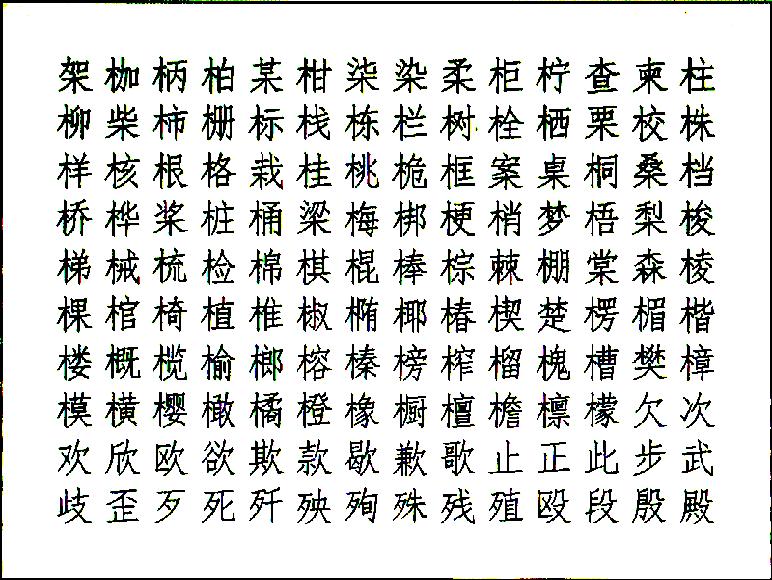 架枷柄柏某柑柒染柔柜柠查柬柱
柳柴柿栅标栈栋栏树栓栖栗校株
样核根格栽桂桃桅框案桌桐桑档
桥桦桨桩桶梁梅梆梗梢梦梧梨梭
梯械梳检棉棋棍棒棕棘棚棠森棱
棵棺椅植椎椒椭椰椿楔楚楞楣楷
楼概榄榆榔榕榛榜榨榴槐槽樊樟
模横樱橄橘橙橡橱檀檐檩檬欠次
欢欣欧欲欺款歇歉歌止正此步武
歧歪歹死歼殃殉殊残殖殴段殷殿